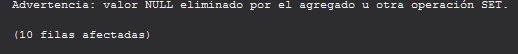 Advertencia: valor NULL eliminado por el agregado u otra operación SET.
(10 filas afectadas)